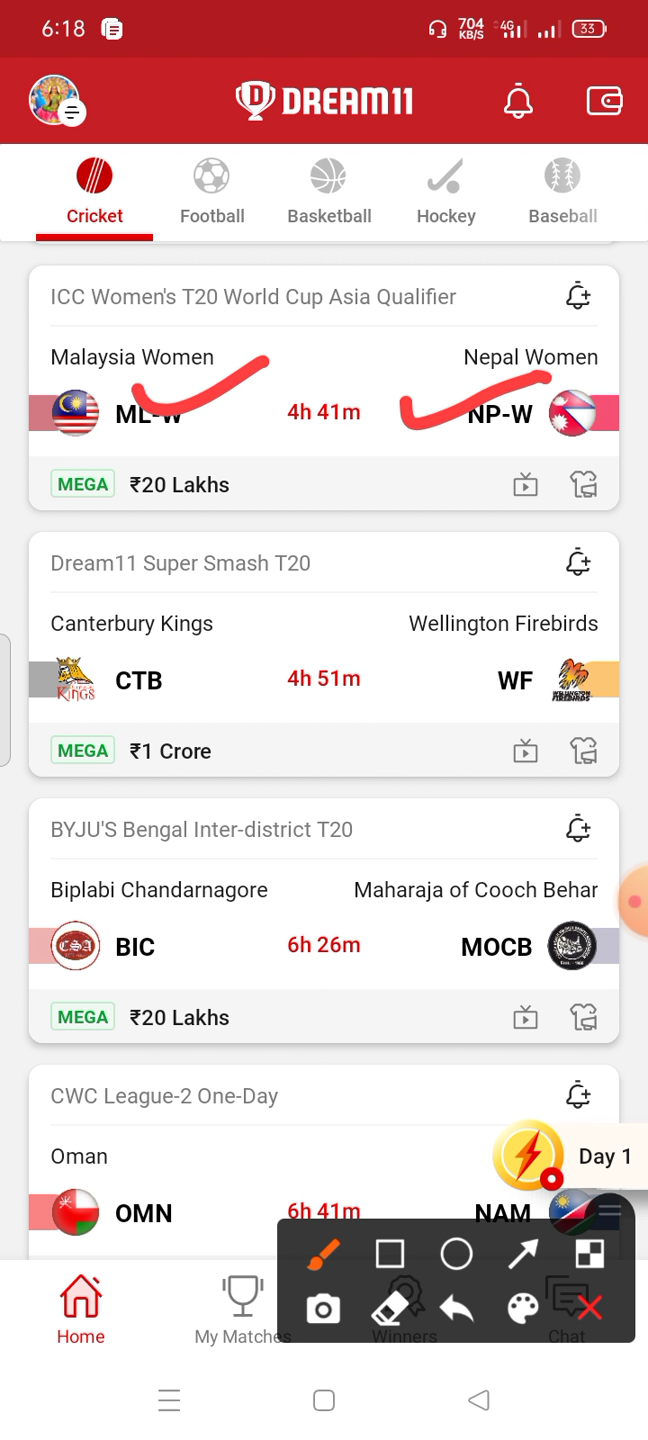 6:18 704 KB/S 4G 33
DREAM11
Cricket Football Basketball Hockey Baseball
ICC Women's T20 World Cup Asia Qualifier
Malaysia Women Nepal Women
ML-W 4h 41m NP-W
MEGA ₹20 Lakhs
Dream11 Super Smash T20
Canterbury Kings Wellington Firebirds
CTB 4h 51m WF
MEGA ₹1 Crore
BYJU'S Bengal Inter-district T20
Biplabi Chandarnagore Maharaja of Cooch Behar
CSA BIC 6h 26m MOCB
MEGA ₹20 Lakhs
CWC League-2 One-Day
Oman Day 1
OMN 6h 41m NAM
Home My Matches Winners Chat